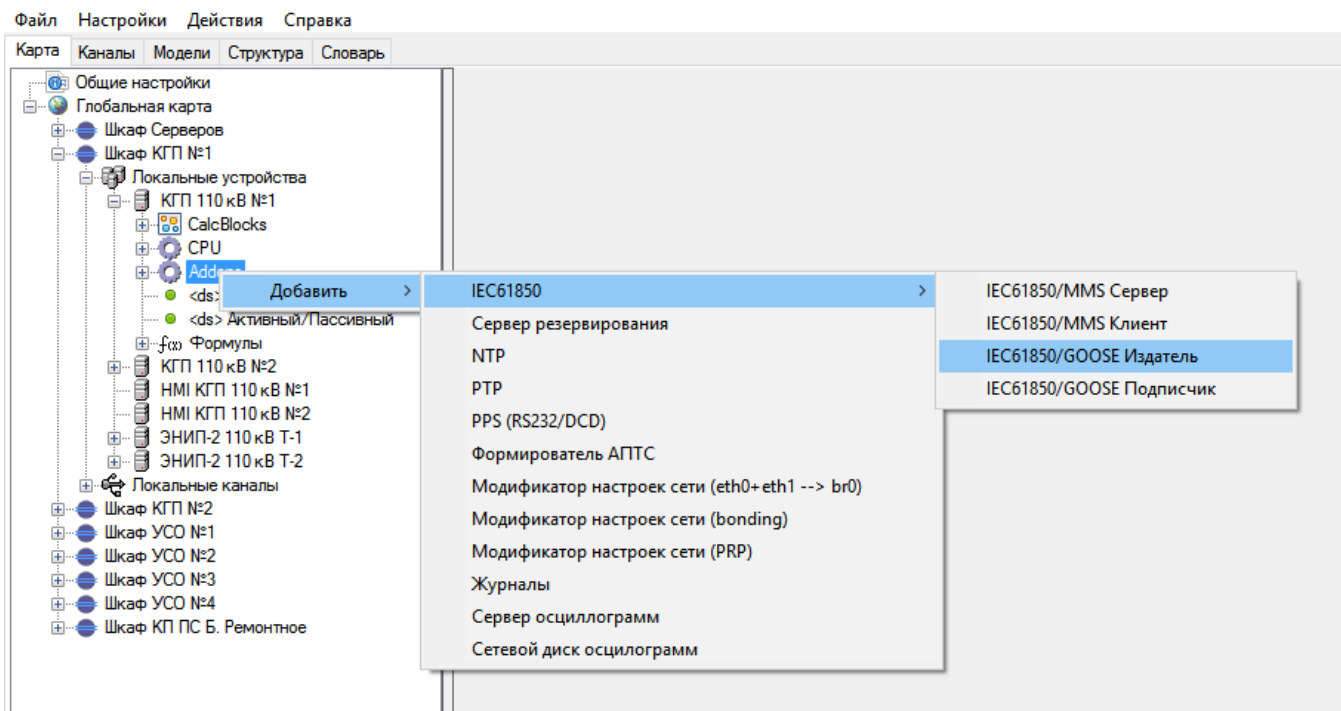 Файл Настройки Действия Справка
Карта Каналы Модели Структура Словарь
Общие настройки
Глобальная карта
Шкаф Серверов
Шкаф КГП №1
Локальные устройства
КГП 110 кВ №1
CalcBlocks
CPU
<ds>
<ds> Активный/Пассивный
f(x) Формулы
КГП 110 кВ №2
HMI КГП 110 кВ №1
HMI КГП 110 кВ №2
ЭНИП-2 110 кВ Т-1
ЭНИП-2 110 кВ Т-2
Локальные каналы
Шкаф КГП №2
Шкаф УСО №1
Шкаф УСО №2
Шкаф УСО №3
Шкаф УСО №4
Шкаф КП ПС Б. Ремонтное
Добавить
IEC61850
Сервер резервирования
NTP
PTP
PPS (RS232/DCD)
Формирователь АПТС
Модификатор настроек сети (eth0+eth1 --> br0)
Модификатор настроек сети (bonding)
Модификатор настроек сети (PRP)
Журналы
Сервер осциллограмм
Сетевой диск осцилограмм
IEC61850/MMS Сервер
IEC61850/MMS Клиент
IEC61850/GOOSE Издатель
IEC61850/GOOSE Подписчик